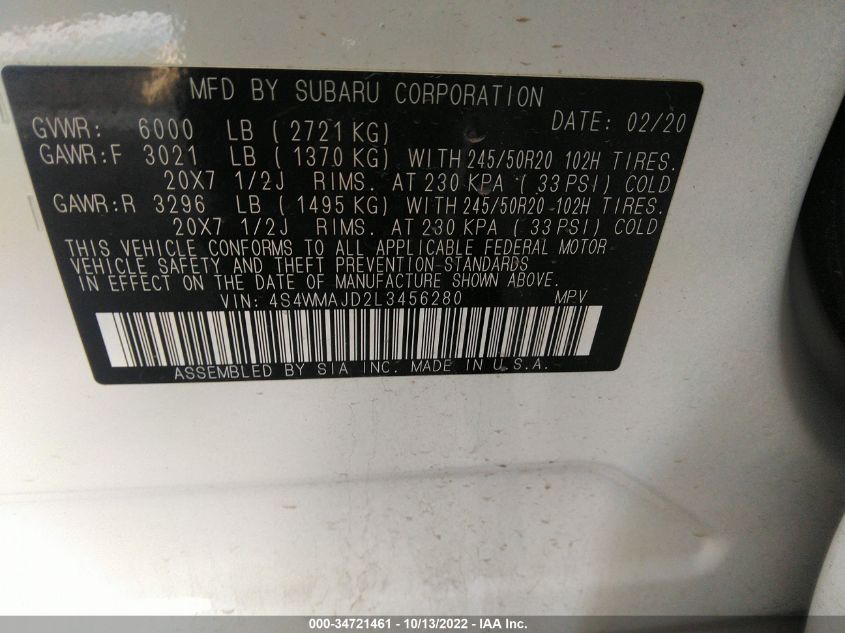 MFD BY SUBARU CORPORATION
GVWR: 6000 LB ( 2721 KG) DATE: 02/20
GAWR:F 3021 LB ( 1370 KG) WITH 245/50R20 102H TIRES.
20X7 1/2J RIMS. AT 230 KPA ( 33 PSI) COLD
GAWR:R 3296 LB ( 1495 KG) WITH 245/50R20 102H TIRES.
20X7 1/2J RIMS. AT 230 KPA ( 33 PSI) COLD
THIS VEHICLE CONFORMS TO ALL APPLICABLE FEDERAL MOTOR
VEHICLE SAFETY AND THEFT PREVENTION STANDARDS
IN EFFECT ON THE DATE OF MANUFACTURE SHOWN ABOVE.
VIN: 4S4WMAJD2L3456280 MPV
ASSEMBLED BY SIA INC. MADE IN U.S.A.
000-34721461 - 10/13/2022 - IAA Inc.